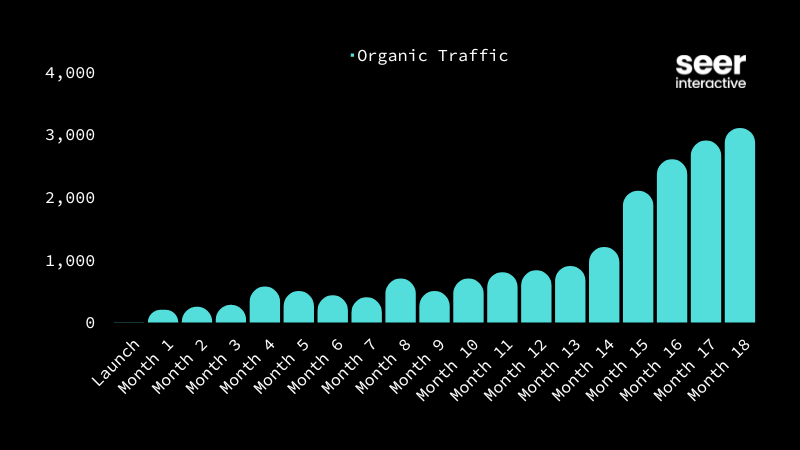 Organic Traffic
seer
interactive
4,000
3,000
2,000
1,000
0
Launch
Month 1
Month 2
Month 3
Month 4
Month 5
Month 6
Month 7
Month 8
Month 9
Month 10
Month 11
Month 12
Month 13
Month 14
Month 15
Month 16
Month 17
Month 18